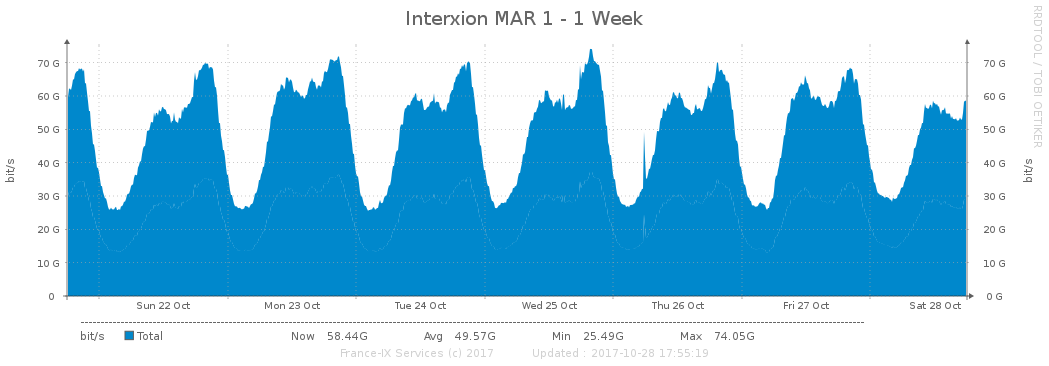 Interxion MAR 1 - 1 Week
RRDTOOL / TOBI OETIKER
bit/s
70 G 70 G
60 G 60 G
50 G 50 G
40 G 40 G
30 G 30 G
20 G 20 G
10 G 10 G
0 0 G
bit/s
Sun 22 Oct Mon 23 Oct Tue 24 Oct Wed 25 Oct Thu 26 Oct Fri 27 Oct Sat 28 Oct
bit/s Total Now 58.44G Avg 49.57G Min 25.49G Max 74.05G
France-IX Services (c) 2017 Updated : 2017-10-28 17:55:19